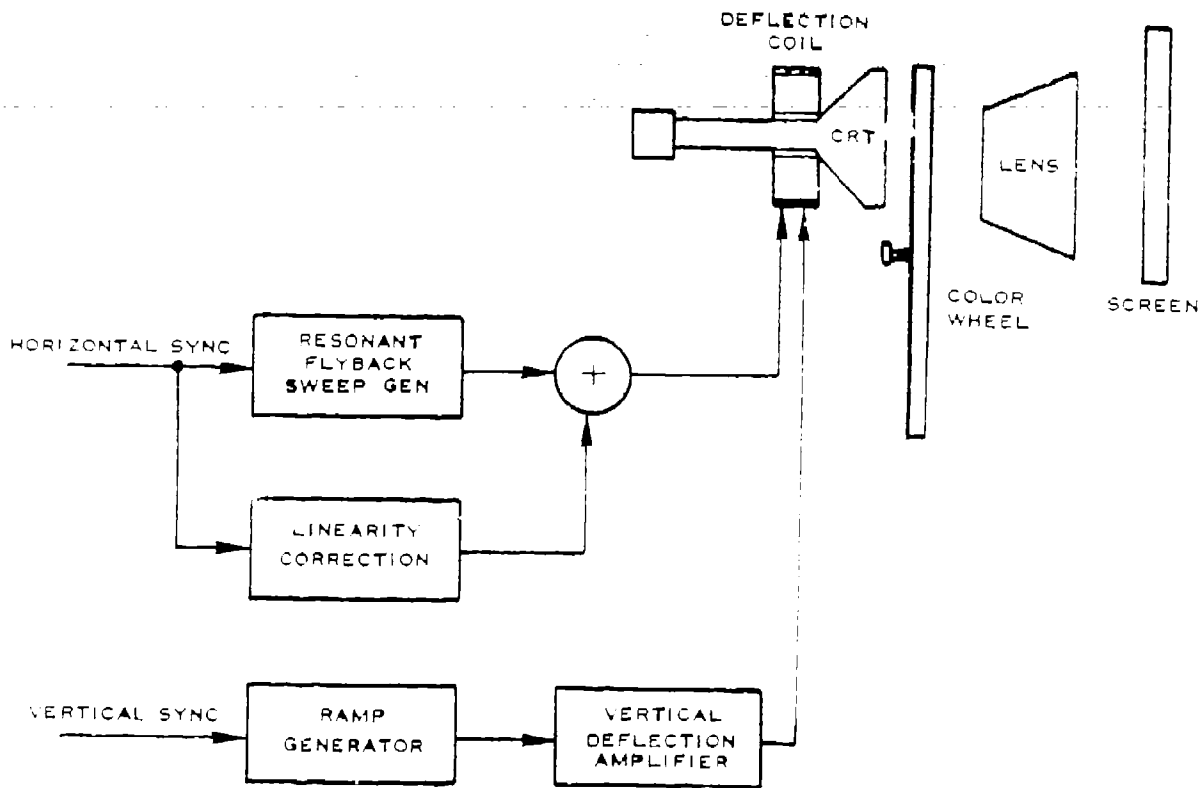 DEFLECTION
COIL
CRT
LENS
COLOR
WHEEL
SCREEN
HORIZONTAL SYNC
RESONANT
FLYBACK
SWEEP GEN
+
LINEARITY
CORRECTION
VERTICAL SYNC
RAMP
GENERATOR
VERTICAL
DEFLECTION
AMPLIFIER